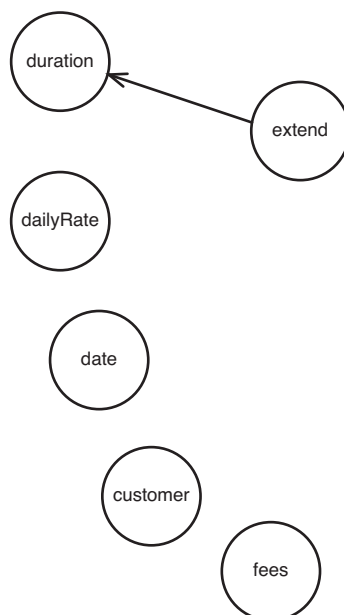 duration
extend
dailyRate
date
customer
fees